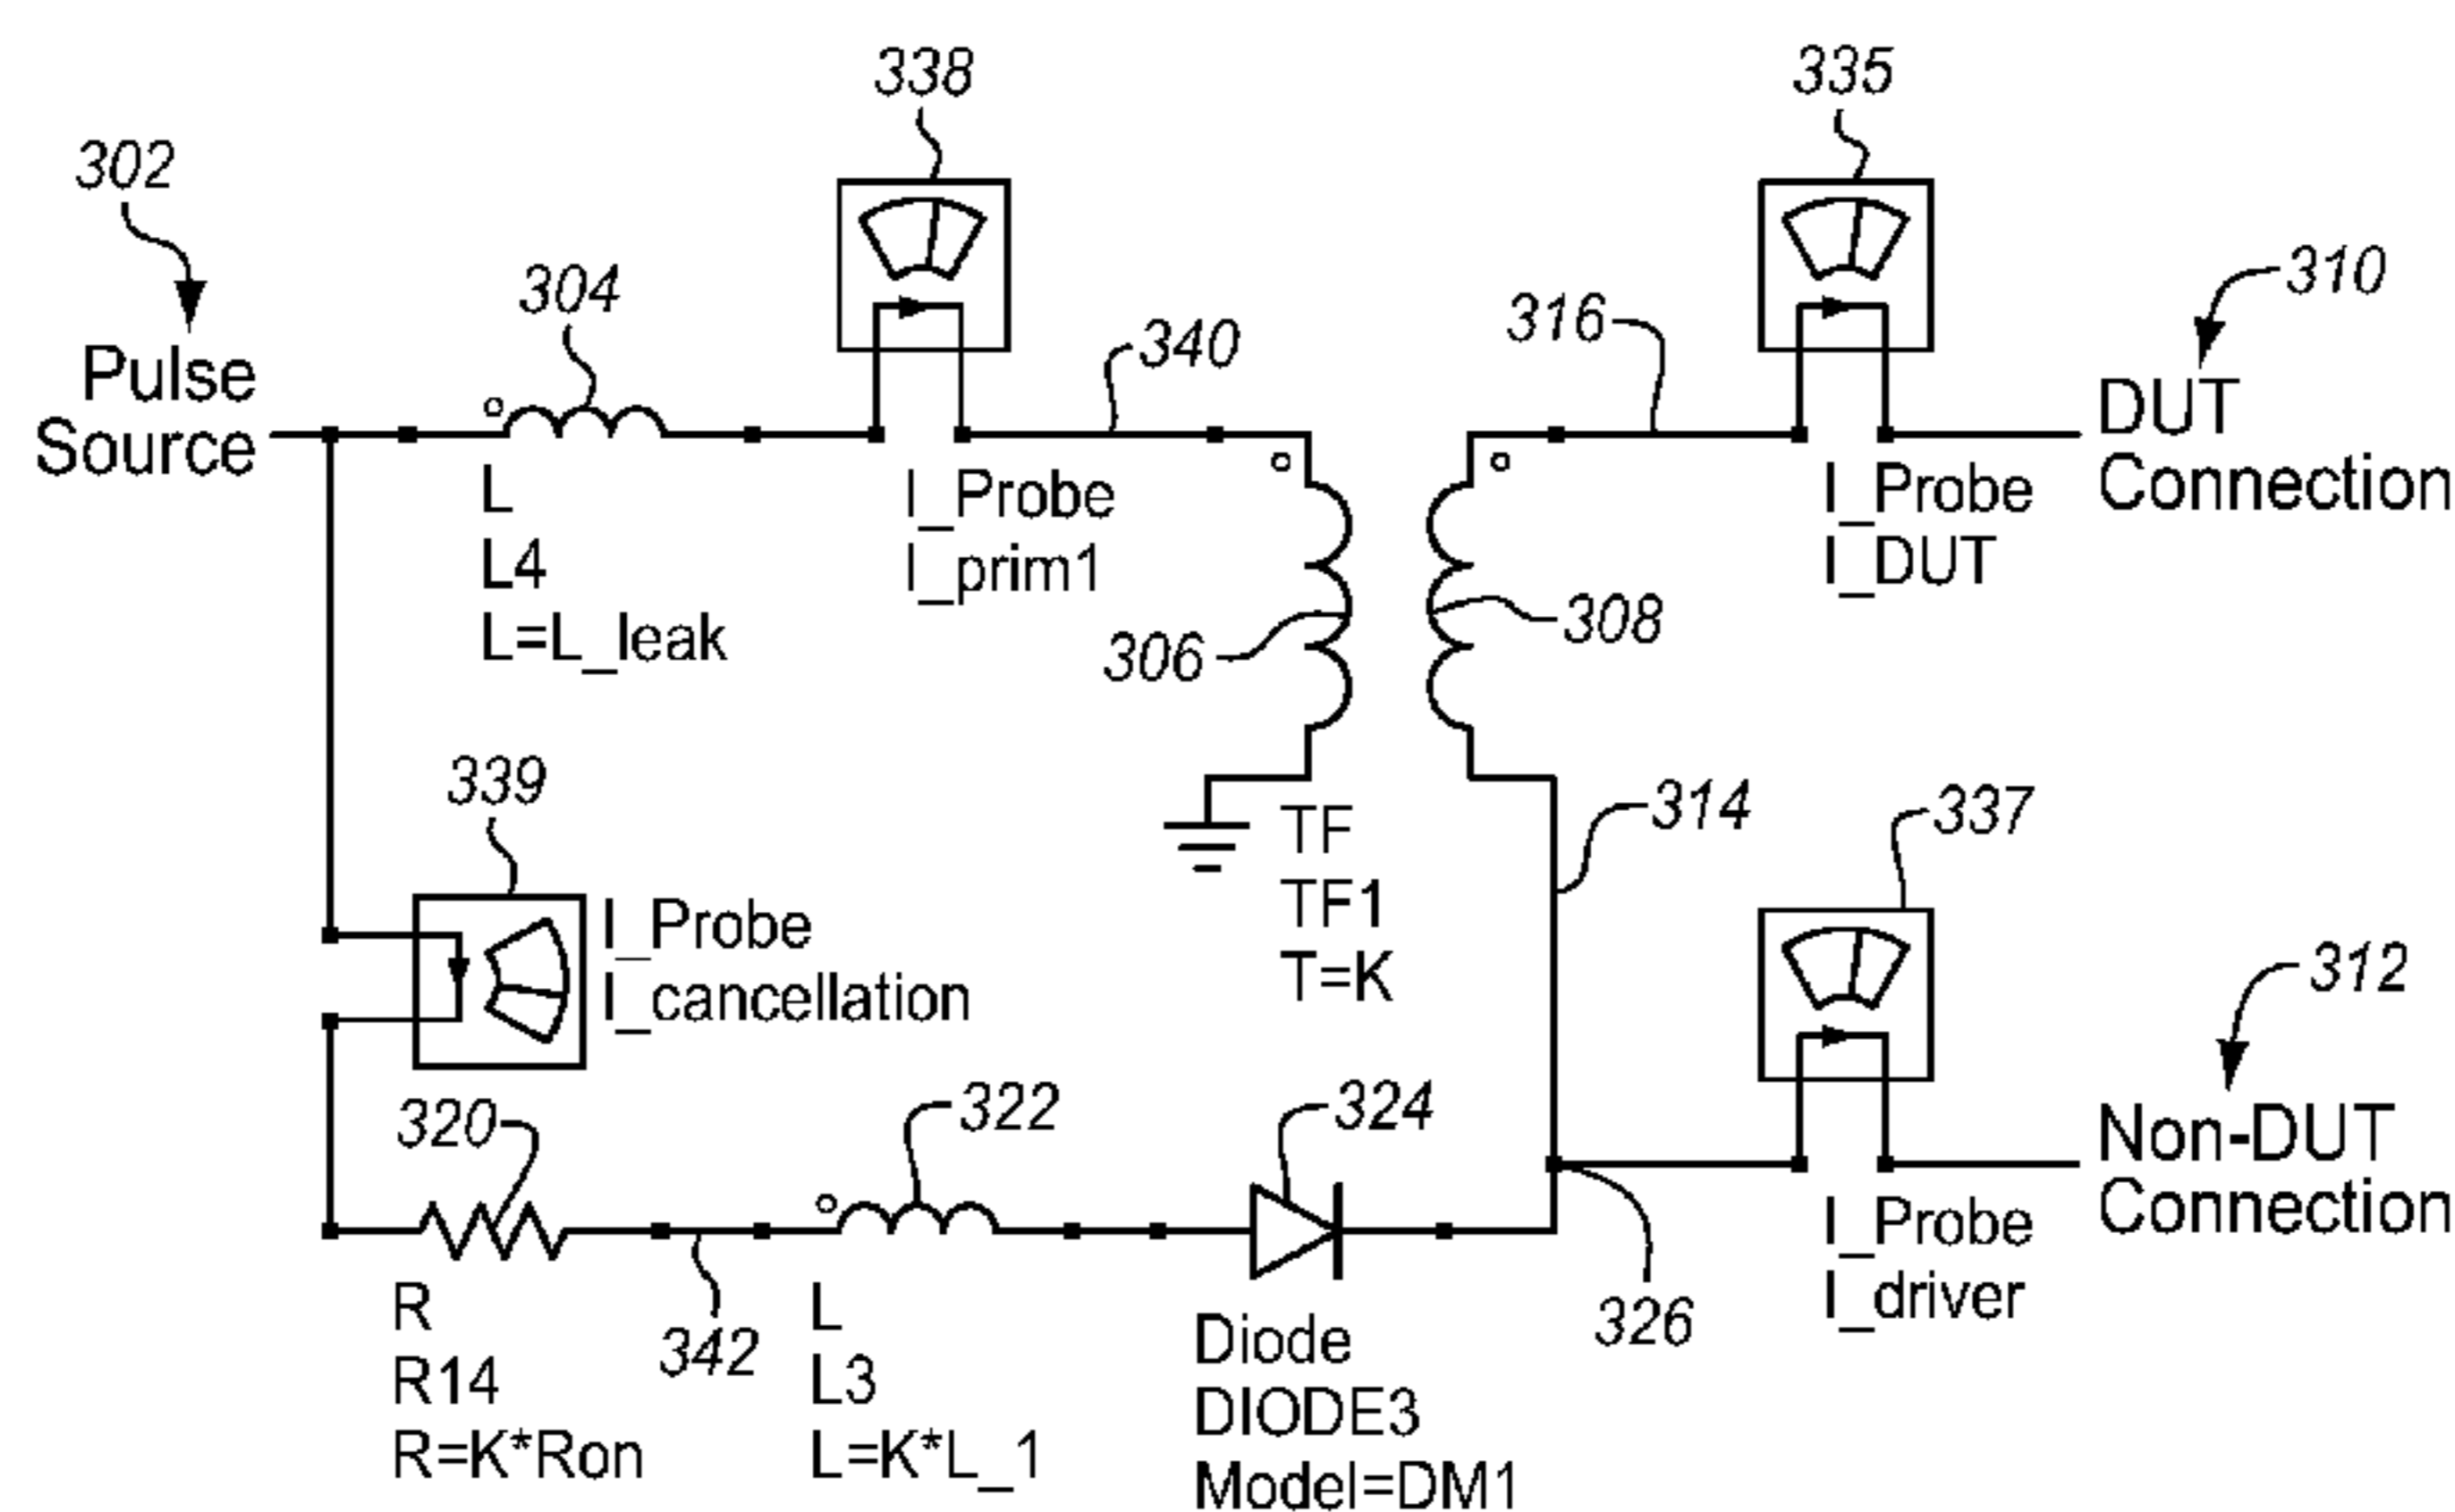 338
335
302
304
310
316
340
Pulse
Source
DUT
Connection
L
L4
L=L_leak
I_Probe
I_prim1
I_Probe
I_DUT
306
308
339
314
337
I_Probe
I_cancellation
TF
TF1
T=K
312
320
322
324
Non-DUT
Connection
R
R14
R=K*Ron
342
L
L3
L=K*L_1
Diode
DIODE3
Model=DM1
326
I_Probe
I_driver